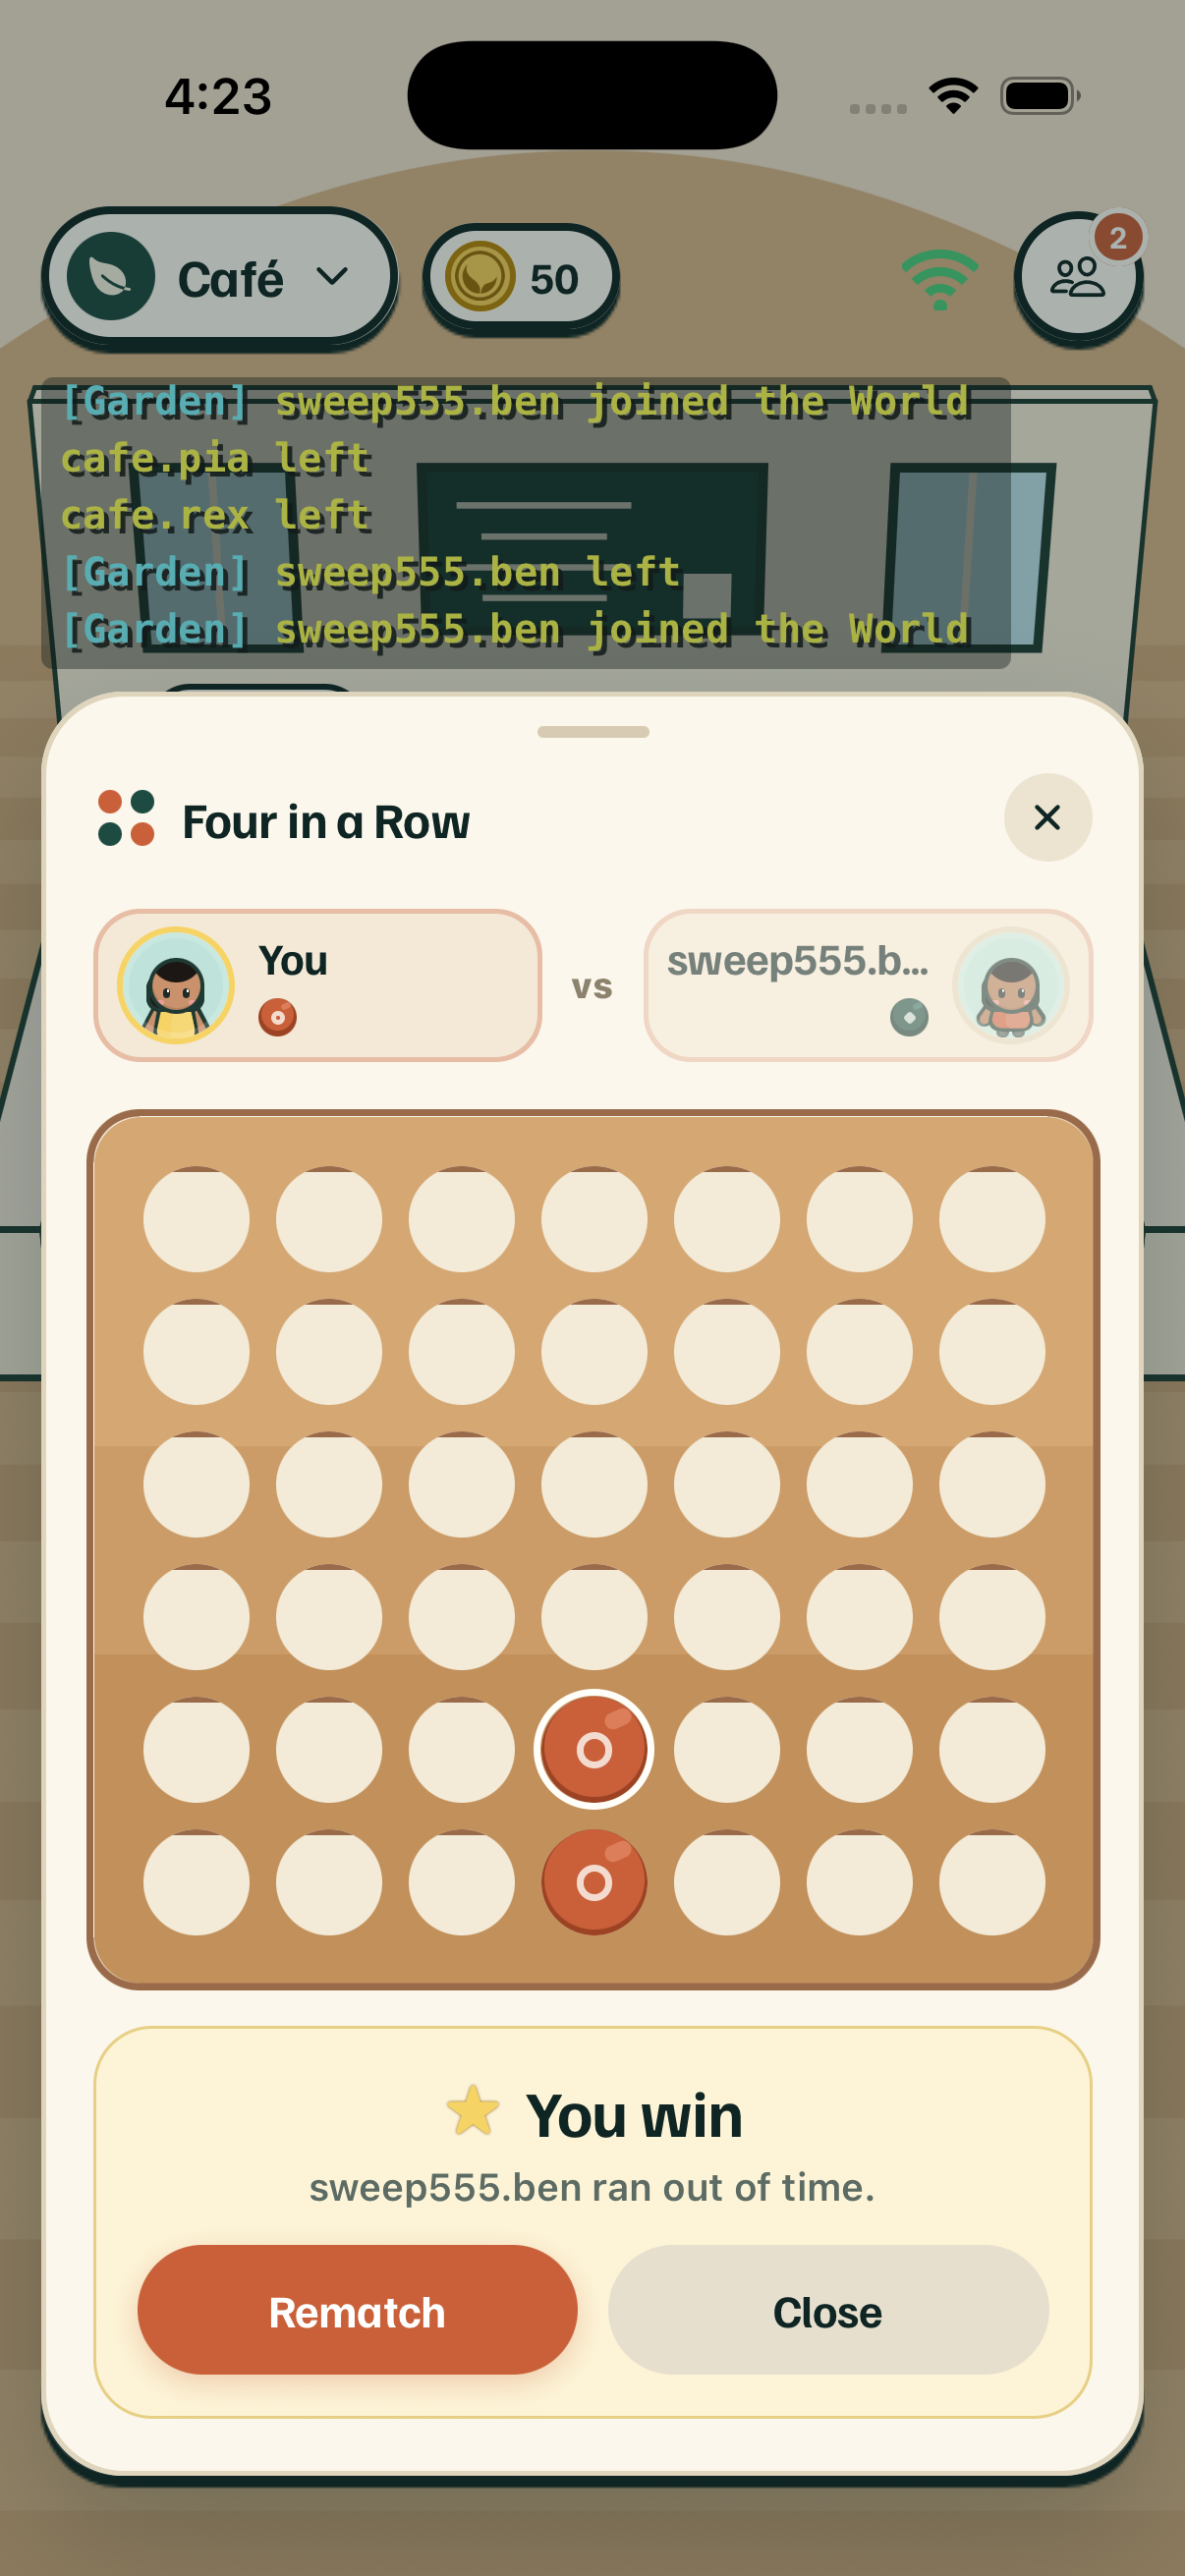 4:23
Café
50
2
[Garden] sweep555.ben joined the World
cafe.pia left
cafe.rex left
[Garden] sweep555.ben left
[Garden] sweep555.ben joined the World
Four in a Row
You
vs
sweep555.b...
You win
sweep555.ben ran out of time.
Rematch
Close